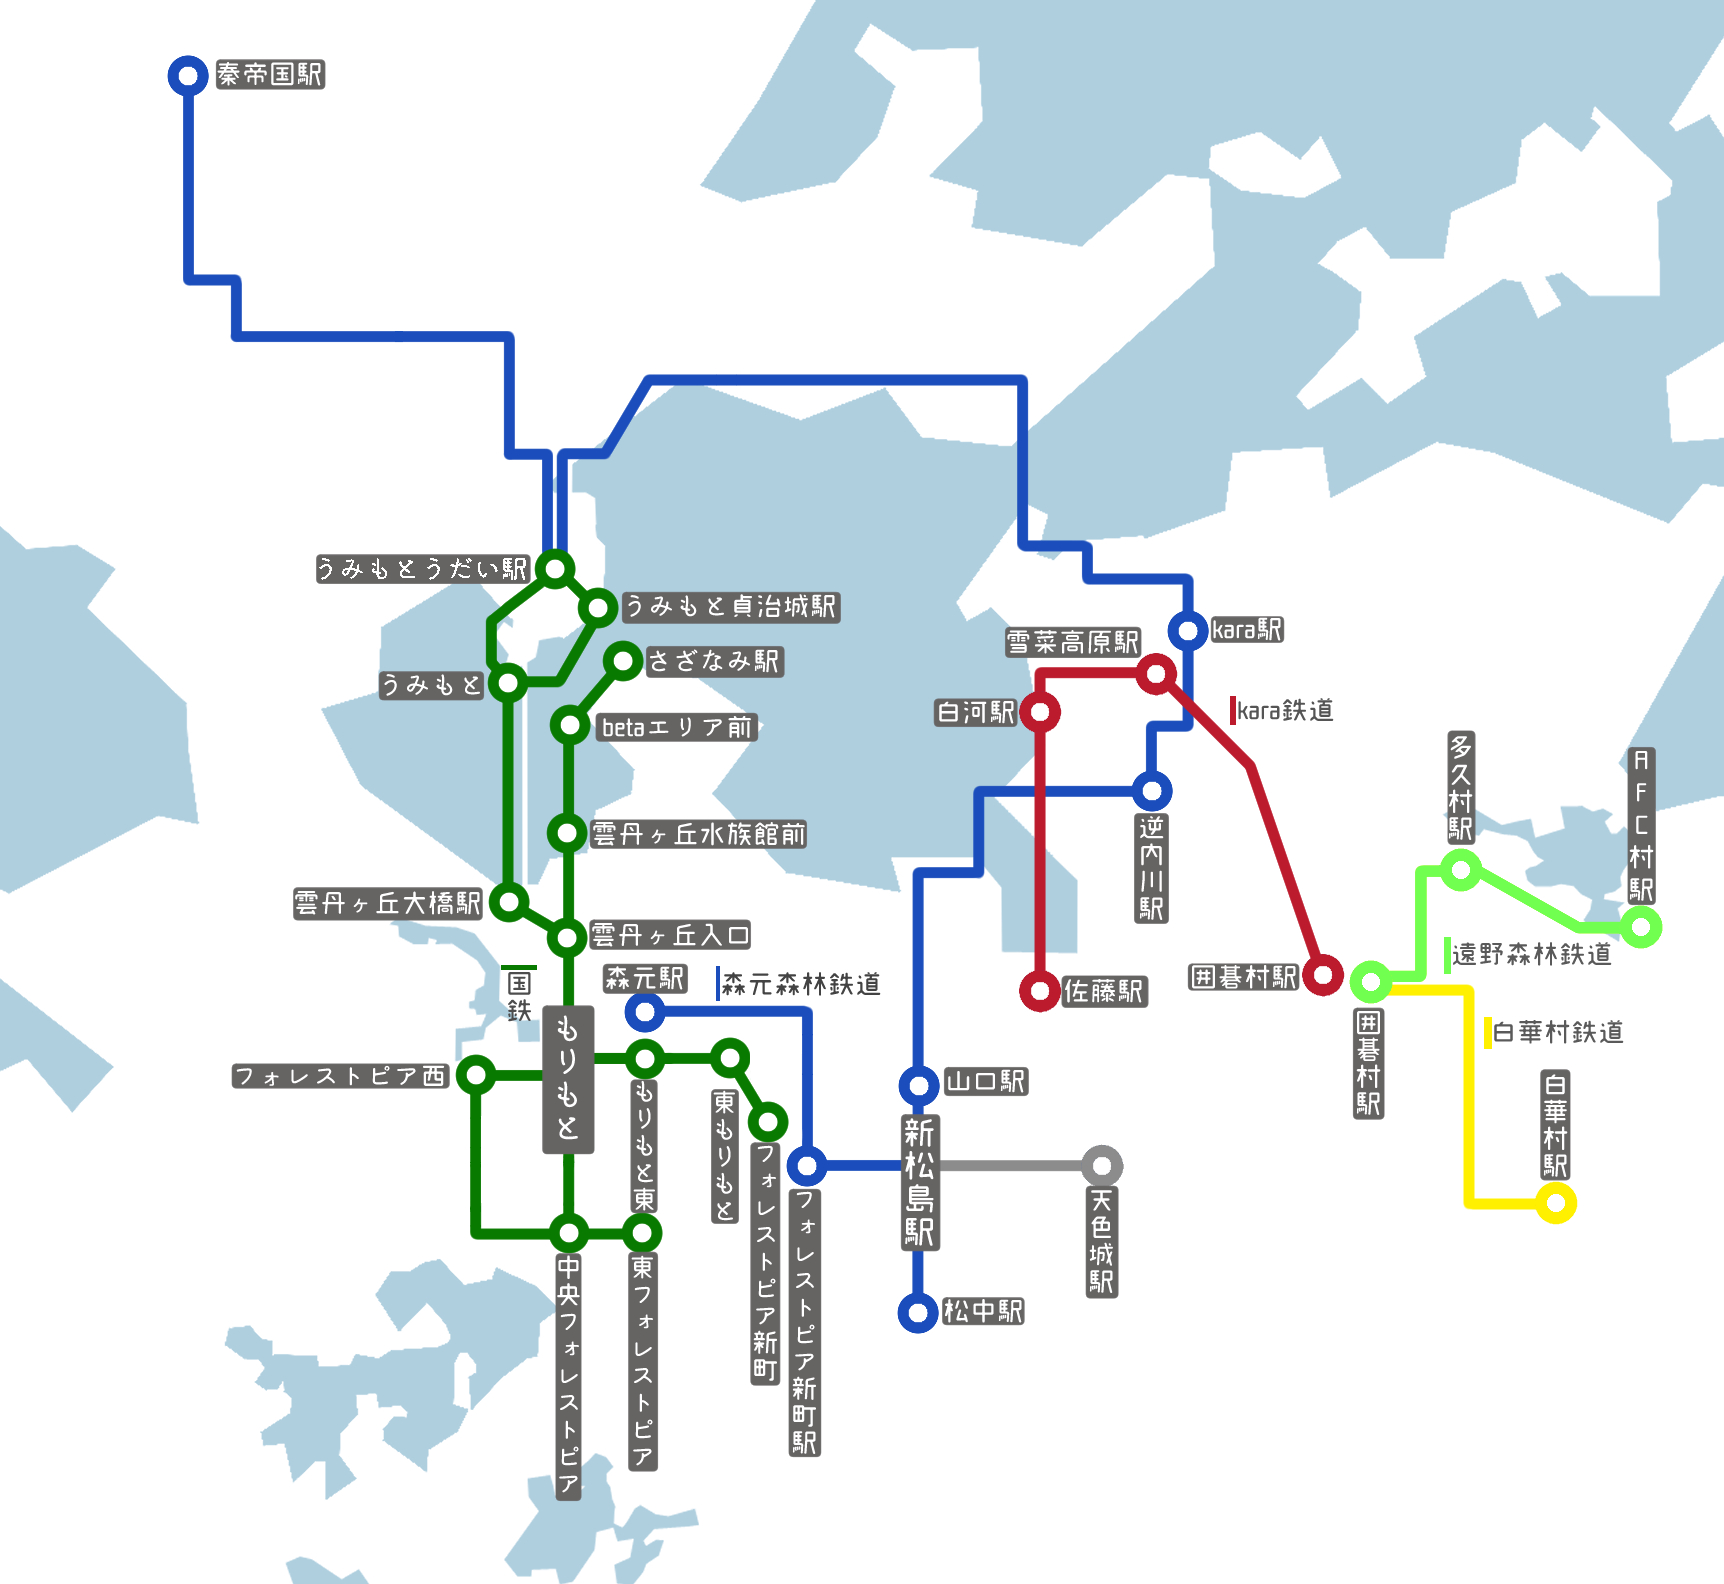 秦帝国駅
うみもとうだい駅
うみもと貞治城駅
kara駅
雪菜高原駅
さざなみ駅
うみもと
白河駅
kara鉄道
betaエリア前
多久村駅
AFC村駅
雲丹ヶ丘水族館前
逆内川駅
雲丹ヶ丘大橋駅
雲丹ヶ丘入口
遠野森林鉄道
国鉄
森元駅
森元森林鉄道
囲碁村駅
佐藤駅
もりもと
囲碁村駅
白華村鉄道
フォレストピア西
山口駅
白華村駅
もりもと東
東もりもと
フォレストピア新町
フォレストピア新町駅
新松島駅
天色城駅
中央フォレストピア
東フォレストピア
松中駅